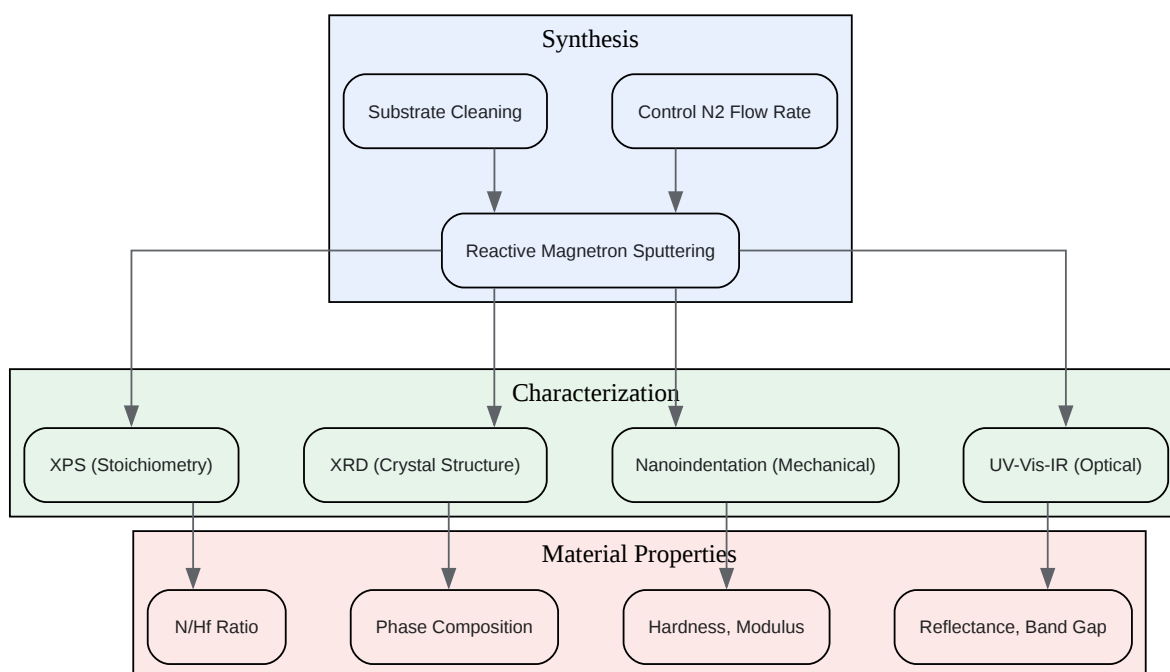 Synthesis
Substrate Cleaning
Control N2 Flow Rate
Reactive Magnetron Sputtering
Characterization
XPS (Stoichiometry)
XRD (Crystal Structure)
Nanoindentation (Mechanical)
UV-Vis-IR (Optical)
Material Properties
N/Hf Ratio
Phase Composition
Hardness, Modulus
Reflectance, Band Gap